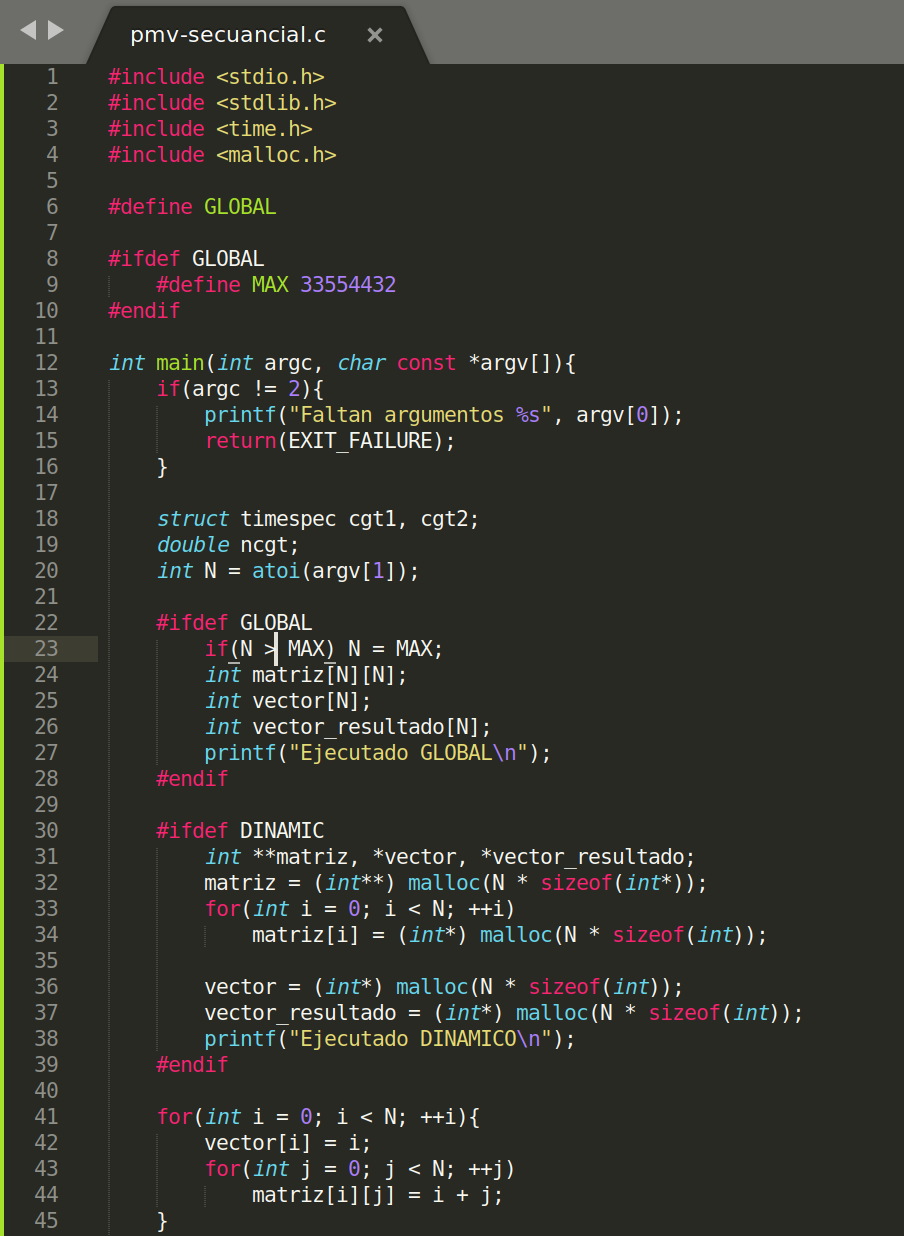 pmv-secuancial.c ×
1 #include <stdio.h>
2 #include <stdlib.h>
3 #include <time.h>
4 #include <malloc.h>
5
6 #define GLOBAL
7
8 #ifdef GLOBAL
9     #define MAX 33554432
10 #endif
11
12 int main(int argc, char const *argv[]){
13     if(argc != 2){
14         printf("Faltan argumentos %s", argv[0]);
15         return(EXIT_FAILURE);
16     }
17
18     struct timespec cgt1, cgt2;
19     double ncgt;
20     int N = atoi(argv[1]);
21
22     #ifdef GLOBAL
23         if(N > MAX) N = MAX;
24         int matriz[N][N];
25         int vector[N];
26         int vector_resultado[N];
27         printf("Ejecutado GLOBAL\n");
28     #endif
29
30     #ifdef DINAMIC
31         int **matriz, *vector, *vector_resultado;
32         matriz = (int**) malloc(N * sizeof(int*));
33         for(int i = 0; i < N; ++i)
34             matriz[i] = (int*) malloc(N * sizeof(int));
35
36         vector = (int*) malloc(N * sizeof(int));
37         vector_resultado = (int*) malloc(N * sizeof(int));
38         printf("Ejecutado DINAMICO\n");
39     #endif
40
41     for(int i = 0; i < N; ++i){
42         vector[i] = i;
43         for(int j = 0; j < N; ++j)
44             matriz[i][j] = i + j;
45     }